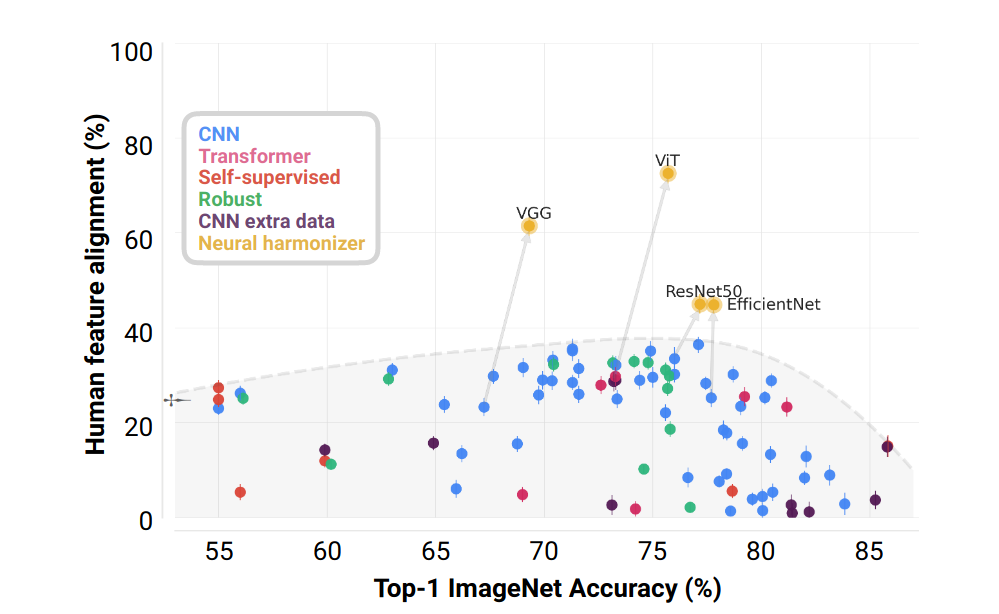 100
80
60
40
20
0
Human feature alignment (%)
CNN
Transformer
Self-supervised
Robust
CNN extra data
Neural harmonizer
ViT
VGG
ResNet50
EfficientNet
55 60 65 70 75 80 85
Top-1 ImageNet Accuracy (%)